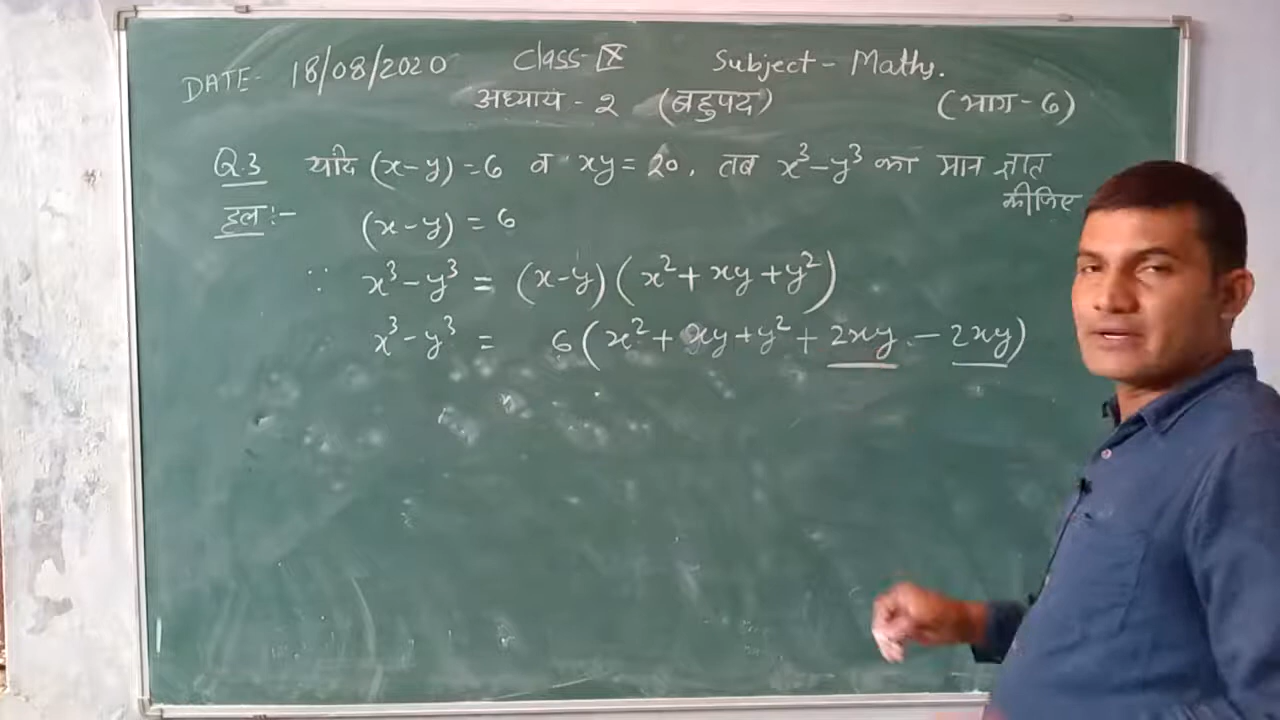 DATE- 18/08/2020 Class-IX Subject- Maths.
अध्याय - 2 (बहुपद) (भाग - 6)
Q.3 यदि (x-y)=6 व xy=20, तब x³-y³ का मान ज्ञात
कीजिए
हल:- (x-y) = 6
∵ x³-y³ = (x-y)(x²+xy+y²)
x³-y³ = 6(x²+xy+y²+2xy-2xy)